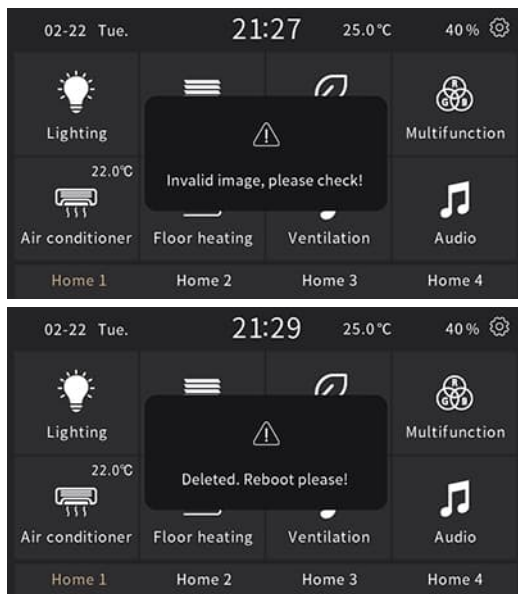 02-22 Tue. 21:27 25.0℃ 40% 
R
G B
Lighting Multifunction
Invalid image, please check!
22.0℃
Air conditioner Floor heating Ventilation Audio
Home 1 Home 2 Home 3 Home 4
02-22 Tue. 21:29 25.0℃ 40%
R
G B
Lighting Multifunction
Deleted. Reboot please!
22.0℃
Air conditioner Floor heating Ventilation Audio
Home 1 Home 2 Home 3 Home 4